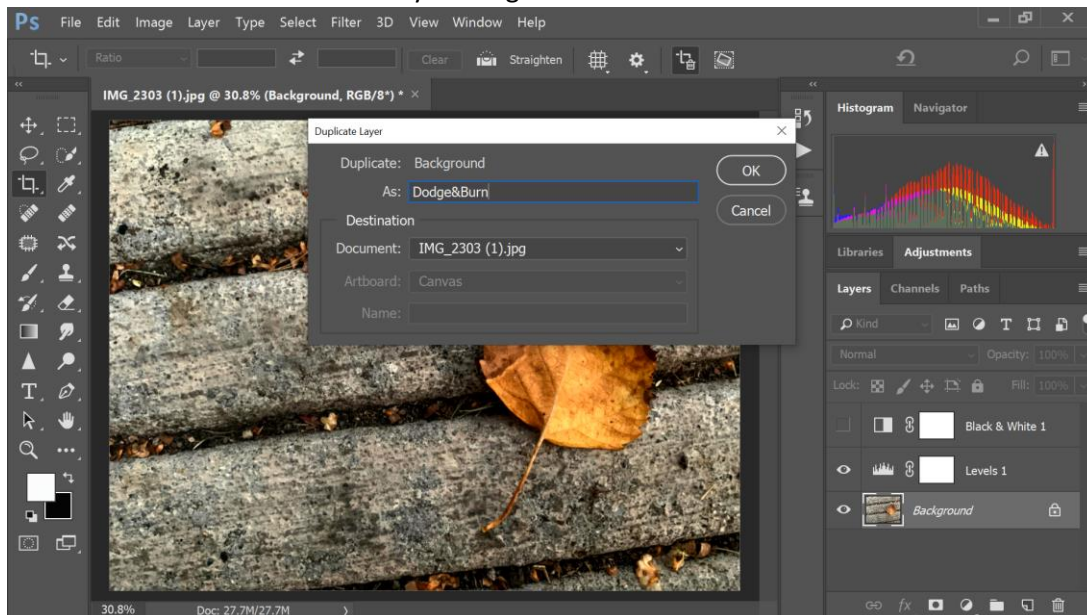 Ps File Edit Image Layer Type Select Filter 3D View Window Help
Ratio Clear Straighten
IMG_2303 (1).jpg @ 30.8% (Background, RGB/8*) * ×
Histogram Navigator
Duplicate Layer
Duplicate: Background
OK
As: Dodge&Burn
Cancel
Destination
Document: IMG_2303 (1).jpg
Artboard: Canvas
Name:
Libraries Adjustments
Layers Channels Paths
Kind
Normal Opacity: 100%
Lock: Fill: 100%
Black & White 1
Levels 1
Background
30.8% Doc: 27.7M/27.7M